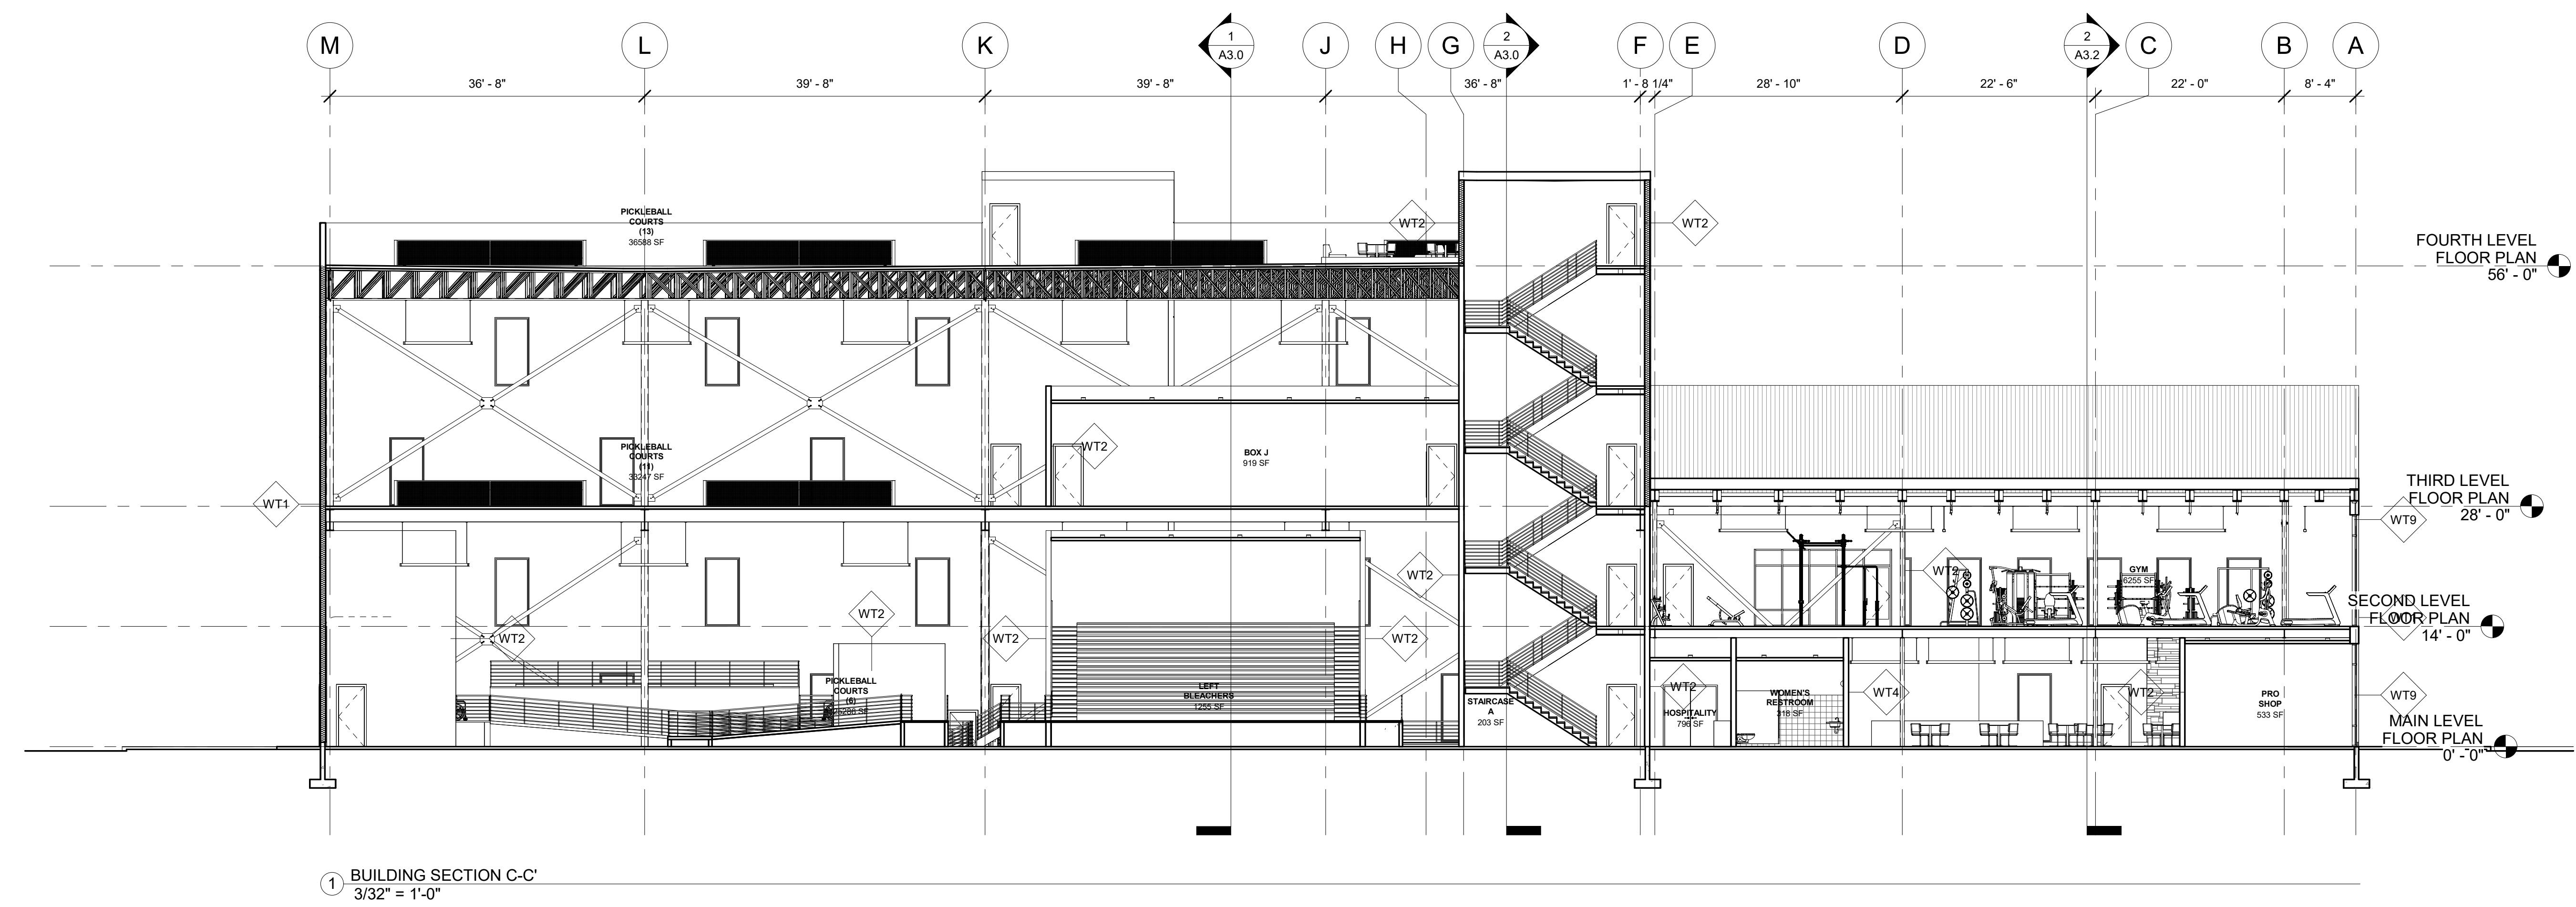 M
L
K
1
A3.0
J
H
G
2
A3.0
F
E
D
2
A3.2
C
B
A
36' - 8"
39' - 8"
39' - 8"
36' - 8"
1' - 8 1/4"
28' - 10"
22' - 6"
22' - 0"
8' - 4"
PICKLEBALL
COURTS
(13)
36588 SF
WT2
WT2
FOURTH LEVEL
FLOOR PLAN
56' - 0"
PICKLEBALL
COURTS
(11)
33247 SF
WT2
BOX J
919 SF
WT1
THIRD LEVEL
FLOOR PLAN
28' - 0"
WT9
WT2
WT2
GYM
6255 SF
SECOND LEVEL
FLOOR PLAN
14' - 0"
WT2
WT2
WT2
WT2
PICKLEBALL
COURTS
(6)
LEFT
BLEACHERS
1255 SF
STAIRCASE
A
203 SF
WT2
HOSPITALITY
796 SF
WOMEN'S
RESTROOM
318 SF
WT4
WT2
PRO
SHOP
533 SF
WT9
MAIN LEVEL
FLOOR PLAN
0' - 0"
1
BUILDING SECTION C-C'
3/32" = 1'-0"